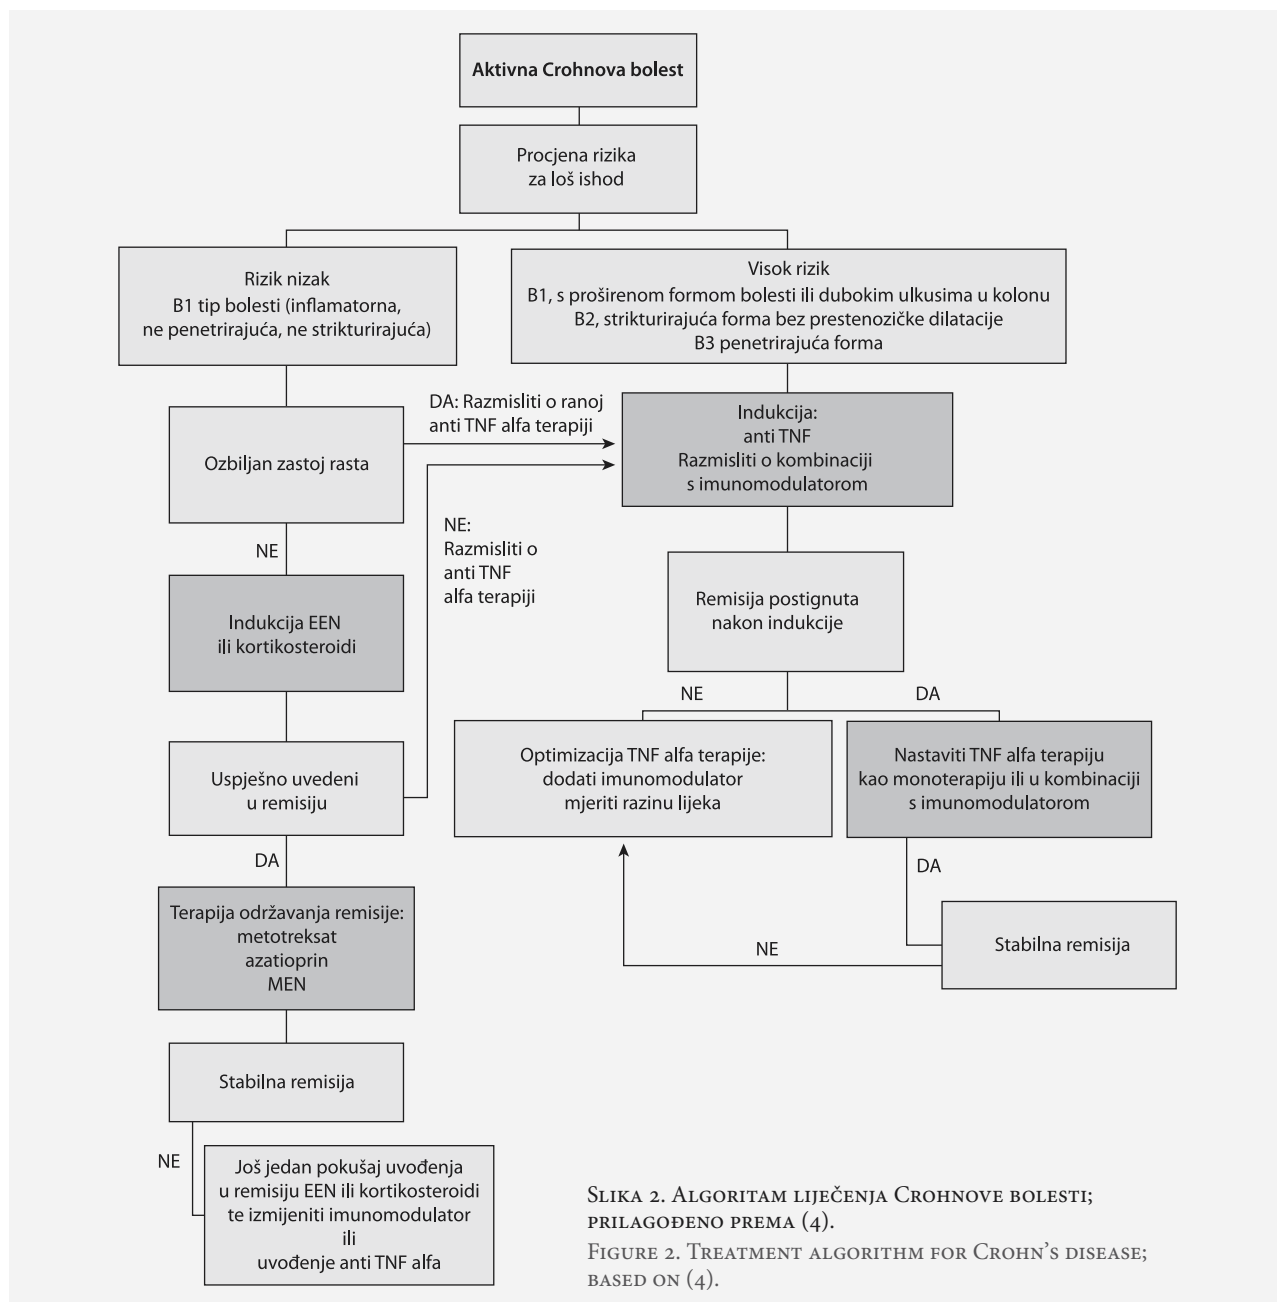 Aktivna Crohnova bolest
Procjena rizika
za loš ishod
Rizik nizak
B1 tip bolesti (inflamatorna,
ne penetrirajuća, ne strikturirajuća)
Visok rizik
B1, s proširenom formom bolesti ili dubokim ulkusima u kolonu
B2, strikturirajuća forma bez prestenozičke dilatacije
B3 penetrirajuća forma
Ozbiljan zastoj rasta
DA: Razmisliti o ranoj
anti TNF alfa terapiji
Indukcija:
anti TNF
Razmisliti o kombinaciji
s imunomodulatorom
NE
NE:
Razmisliti o
anti TNF
alfa terapiji
Indukcija EEN
ili kortikosteroidi
Remisija postignuta
nakon indukcije
NE
DA
Uspješno uvedeni
u remisiju
Optimizacija TNF alfa terapije:
dodati imunomodulator
mjeriti razinu lijeka
Nastaviti TNF alfa terapiju
kao monoterapiju ili u kombinaciji
s imunomodulatorom
DA
DA
Terapija održavanja remisije:
metotreksat
azatioprin
MEN
NE
Stabilna remisija
Stabilna remisija
NE
Još jedan pokušaj uvođenja
u remisiju EEN ili kortikosteroidi
te izmijeniti imunomodulator
ili
uvođenje anti TNF alfa
Slika 2. Algoritam liječenja Crohnove bolesti;
prilagođeno prema (4).
Figure 2. Treatment algorithm for Crohn's disease;
based on (4).